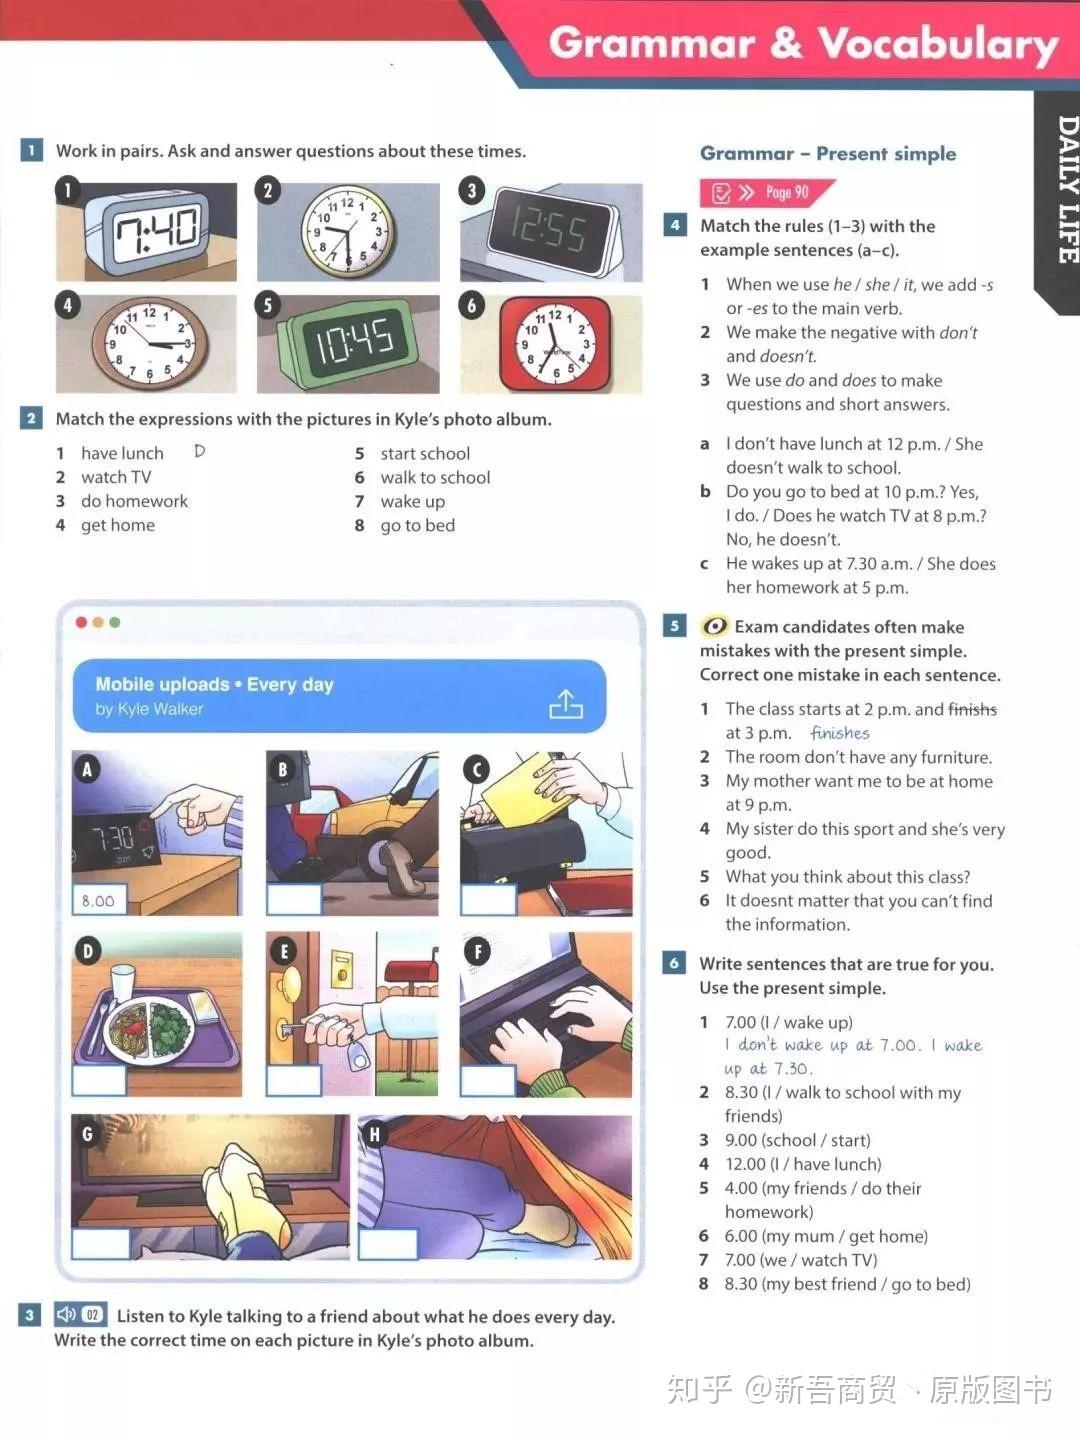 Grammar & Vocabulary
DAILY LIFE
1 Work in pairs. Ask and answer questions about these times.
1 7:40
2
3 12:55
4
5 10:45
6
2 Match the expressions with the pictures in Kyle's photo album.
1 have lunch D
2 watch TV
3 do homework
4 get home
5 start school
6 walk to school
7 wake up
8 go to bed
Mobile uploads • Every day
by Kyle Walker
A
7:30
am
8.00
B
C
D
E
F
G
H
3 02 Listen to Kyle talking to a friend about what he does every day.
Write the correct time on each picture in Kyle's photo album.
Grammar – Present simple
Page 90
4 Match the rules (1–3) with the
example sentences (a–c).
1 When we use he / she / it, we add -s
or -es to the main verb.
2 We make the negative with don't
and doesn't.
3 We use do and does to make
questions and short answers.
a I don't have lunch at 12 p.m. / She
doesn't walk to school.
b Do you go to bed at 10 p.m.? Yes,
I do. / Does he watch TV at 8 p.m.?
No, he doesn't.
c He wakes up at 7.30 a.m. / She does
her homework at 5 p.m.
5 Exam candidates often make
mistakes with the present simple.
Correct one mistake in each sentence.
1 The class starts at 2 p.m. and finishs
at 3 p.m. finishes
2 The room don't have any furniture.
3 My mother want me to be at home
at 9 p.m.
4 My sister do this sport and she's very
good.
5 What you think about this class?
6 It doesnt matter that you can't find
the information.
6 Write sentences that are true for you.
Use the present simple.
1 7.00 (I / wake up)
I don't wake up at 7.00. I wake
up at 7.30.
2 8.30 (I / walk to school with my
friends)
3 9.00 (school / start)
4 12.00 (I / have lunch)
5 4.00 (my friends / do their
homework)
6 6.00 (my mum / get home)
7 7.00 (we / watch TV)
8 8.30 (my best friend / go to bed)
知乎 @新吾商贸丶原版图书